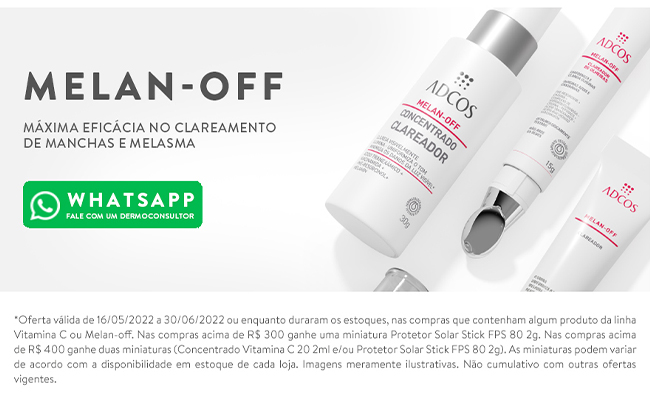 MELAN-OFF
MÁXIMA EFICÁCIA NO CLAREAMENTO
DE MANCHAS E MELASMA
WHATSAPP
FALE COM UM DERMOCONSULTOR
ADCOS
MELAN-OFF
CONCENTRADO
CLAREADOR
30g
ADCOS
MELAN-OFF
CLAREADOR
DE OLHEIRAS
15g
ADCOS
MELAN-OFF
CLAREADOR
*Oferta válida de 16/05/2022 a 30/06/2022 ou enquanto duraram os estoques, nas compras que contenham algum produto da linha
Vitamina C ou Melan-off. Nas compras acima de R$ 300 ganhe uma miniatura Protetor Solar Stick FPS 80 2g. Nas compras acima
de R$ 400 ganhe duas miniaturas (Concentrado Vitamina C 20 2ml e/ou Protetor Solar Stick FPS 80 2g). As miniaturas podem variar
de acordo com a disponibilidade em estoque de cada loja. Imagens meramente ilustrativas. Não cumulativo com outras ofertas
vigentes.